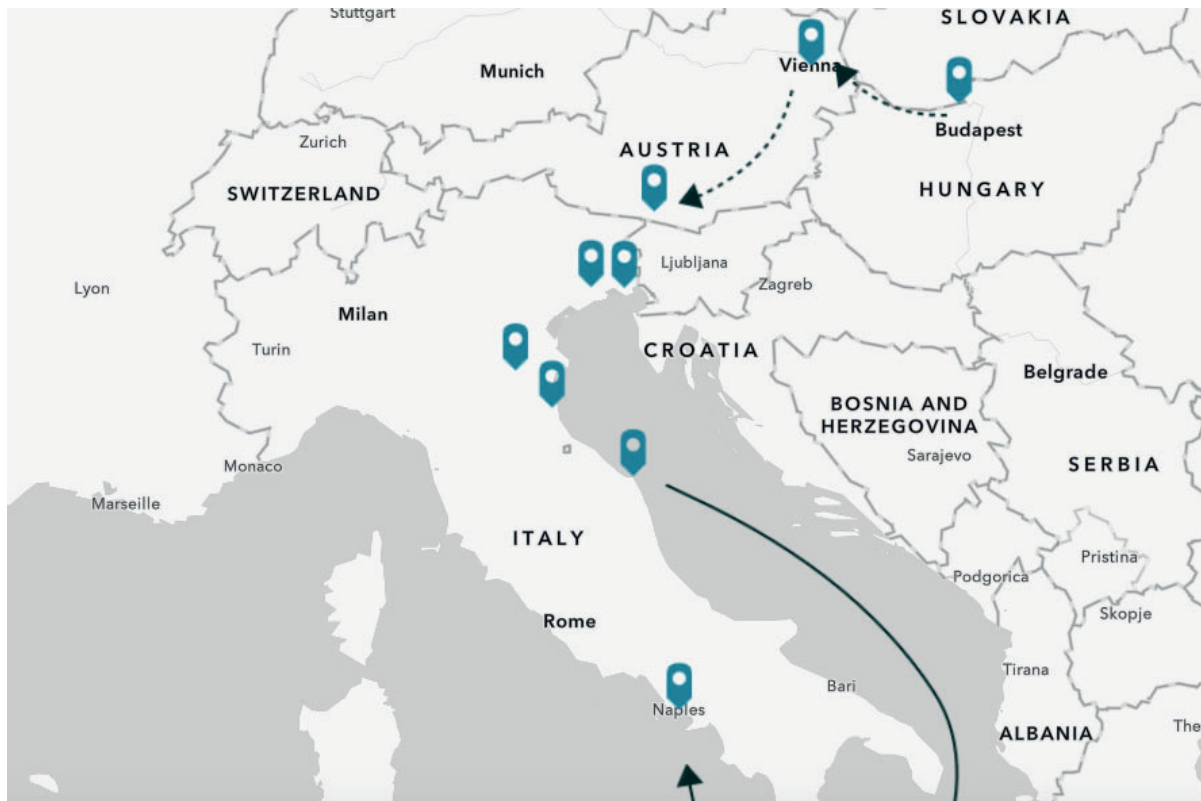 Stuttgart
SLOVAKIA
Vienna
Munich
Budapest
Zurich
AUSTRIA
SWITZERLAND
HUNGARY
Ljubljana
Zagreb
Lyon
Milan
Turin
CROATIA
Belgrade
BOSNIA AND
HERZEGOVINA
Sarajevo
SERBIA
Monaco
Marseille
ITALY
Pristina
Podgorica
Skopje
Rome
Tirana
Bari
Naples
ALBANIA
The